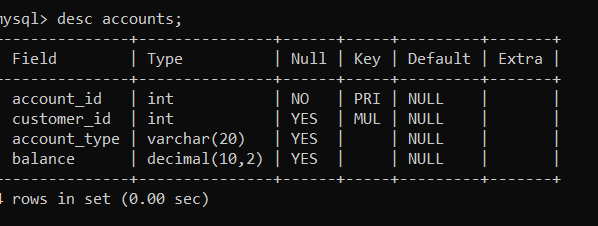 mysql> desc accounts;
---------------+---------------+------+-----+---------+-------+
Field | Type | Null | Key | Default | Extra |
---------------+---------------+------+-----+---------+-------+
account_id | int | NO | PRI | NULL | |
customer_id | int | YES | MUL | NULL | |
account_type | varchar(20) | YES | | NULL | |
balance | decimal(10,2) | YES | | NULL | |
---------------+---------------+------+-----+---------+-------+
4 rows in set (0.00 sec)